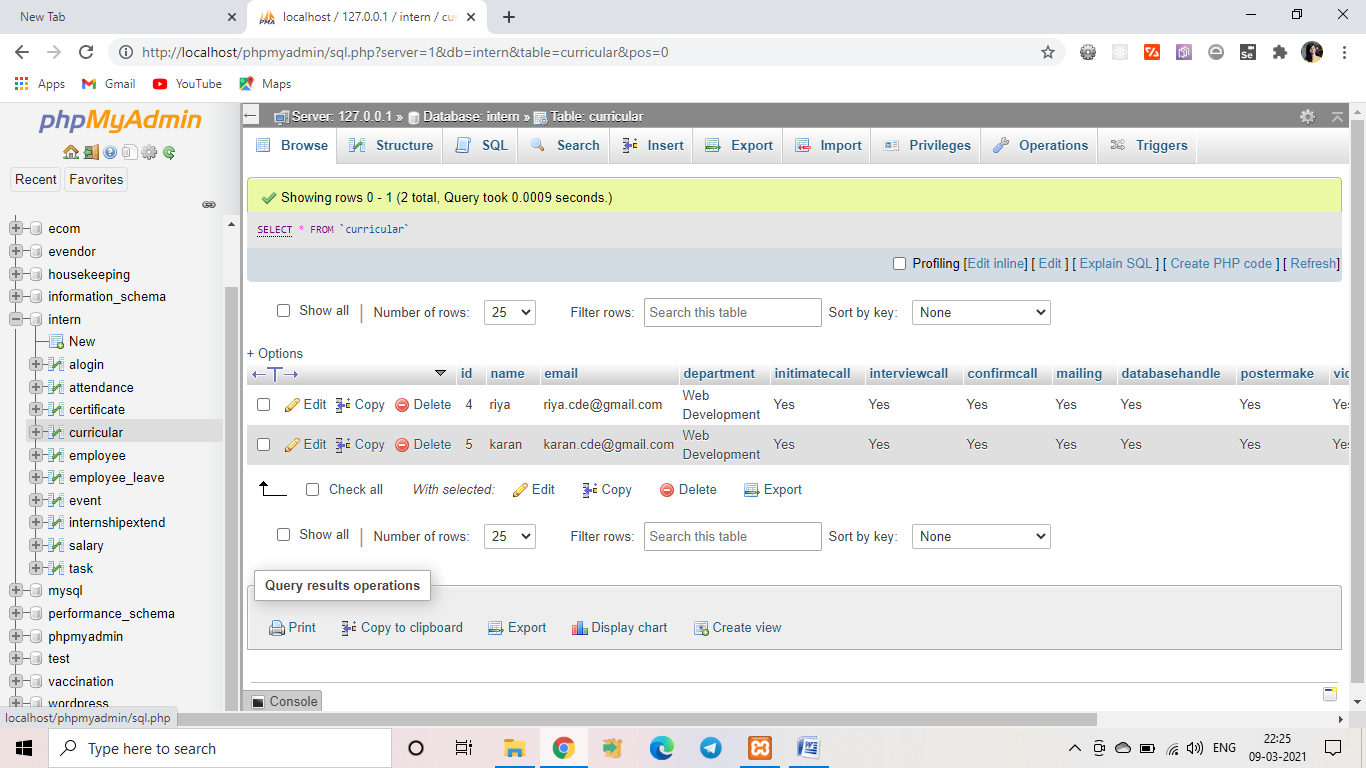 New Tab
localhost / 127.0.0.1 / intern / cu
http://localhost/phpmyadmin/sql.php?server=1&db=intern&table=curricular&pos=0
Apps Gmail YouTube Maps
phpMyAdmin
Recent Favorites
ecom
evendor
housekeeping
information_schema
intern
New
alogin
attendance
certificate
curricular
employee
employee_leave
event
internshipextend
salary
task
mysql
performance_schema
phpmyadmin
test
vaccination
wordpress
localhost/phpmyadmin/sql.php
Server: 127.0.0.1 » Database: intern » Table: curricular
Browse Structure SQL Search Insert Export Import Privileges Operations Triggers
Showing rows 0 - 1 (2 total, Query took 0.0009 seconds.)
SELECT * FROM `curricular`
Profiling [Edit inline] [ Edit ] [ Explain SQL ] [ Create PHP code ] [ Refresh]
Show all | Number of rows: 25 Filter rows: Search this table Sort by key: None
+ Options
id name email department initimatecall interviewcall confirmcall mailing databasehandle postermake vic
Edit Copy Delete 4 riya riya.cde@gmail.com Web Development Yes Yes Yes Yes Yes Yes Yes
Edit Copy Delete 5 karan karan.cde@gmail.com Web Development Yes Yes Yes Yes Yes Yes Yes
Check all With selected: Edit Copy Delete Export
Show all | Number of rows: 25 Filter rows: Search this table Sort by key: None
Query results operations
Print Copy to clipboard Export Display chart Create view
Console
Type here to search
ENG
22:25
09-03-2021